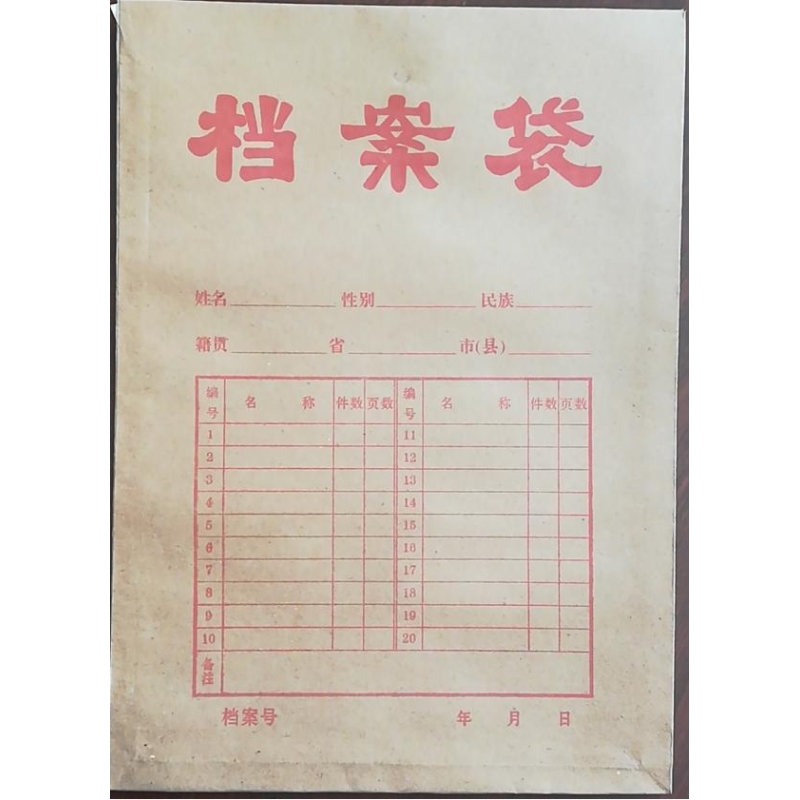 档案袋
姓名 性别 民族
籍贯 省 市(县)
编号 名称 件数 页数 编号 名称 件数 页数
1 11
2 12
3 13
4 14
5 15
6 16
7 17
8 18
9 19
10 20
备注
档案号 年 月 日